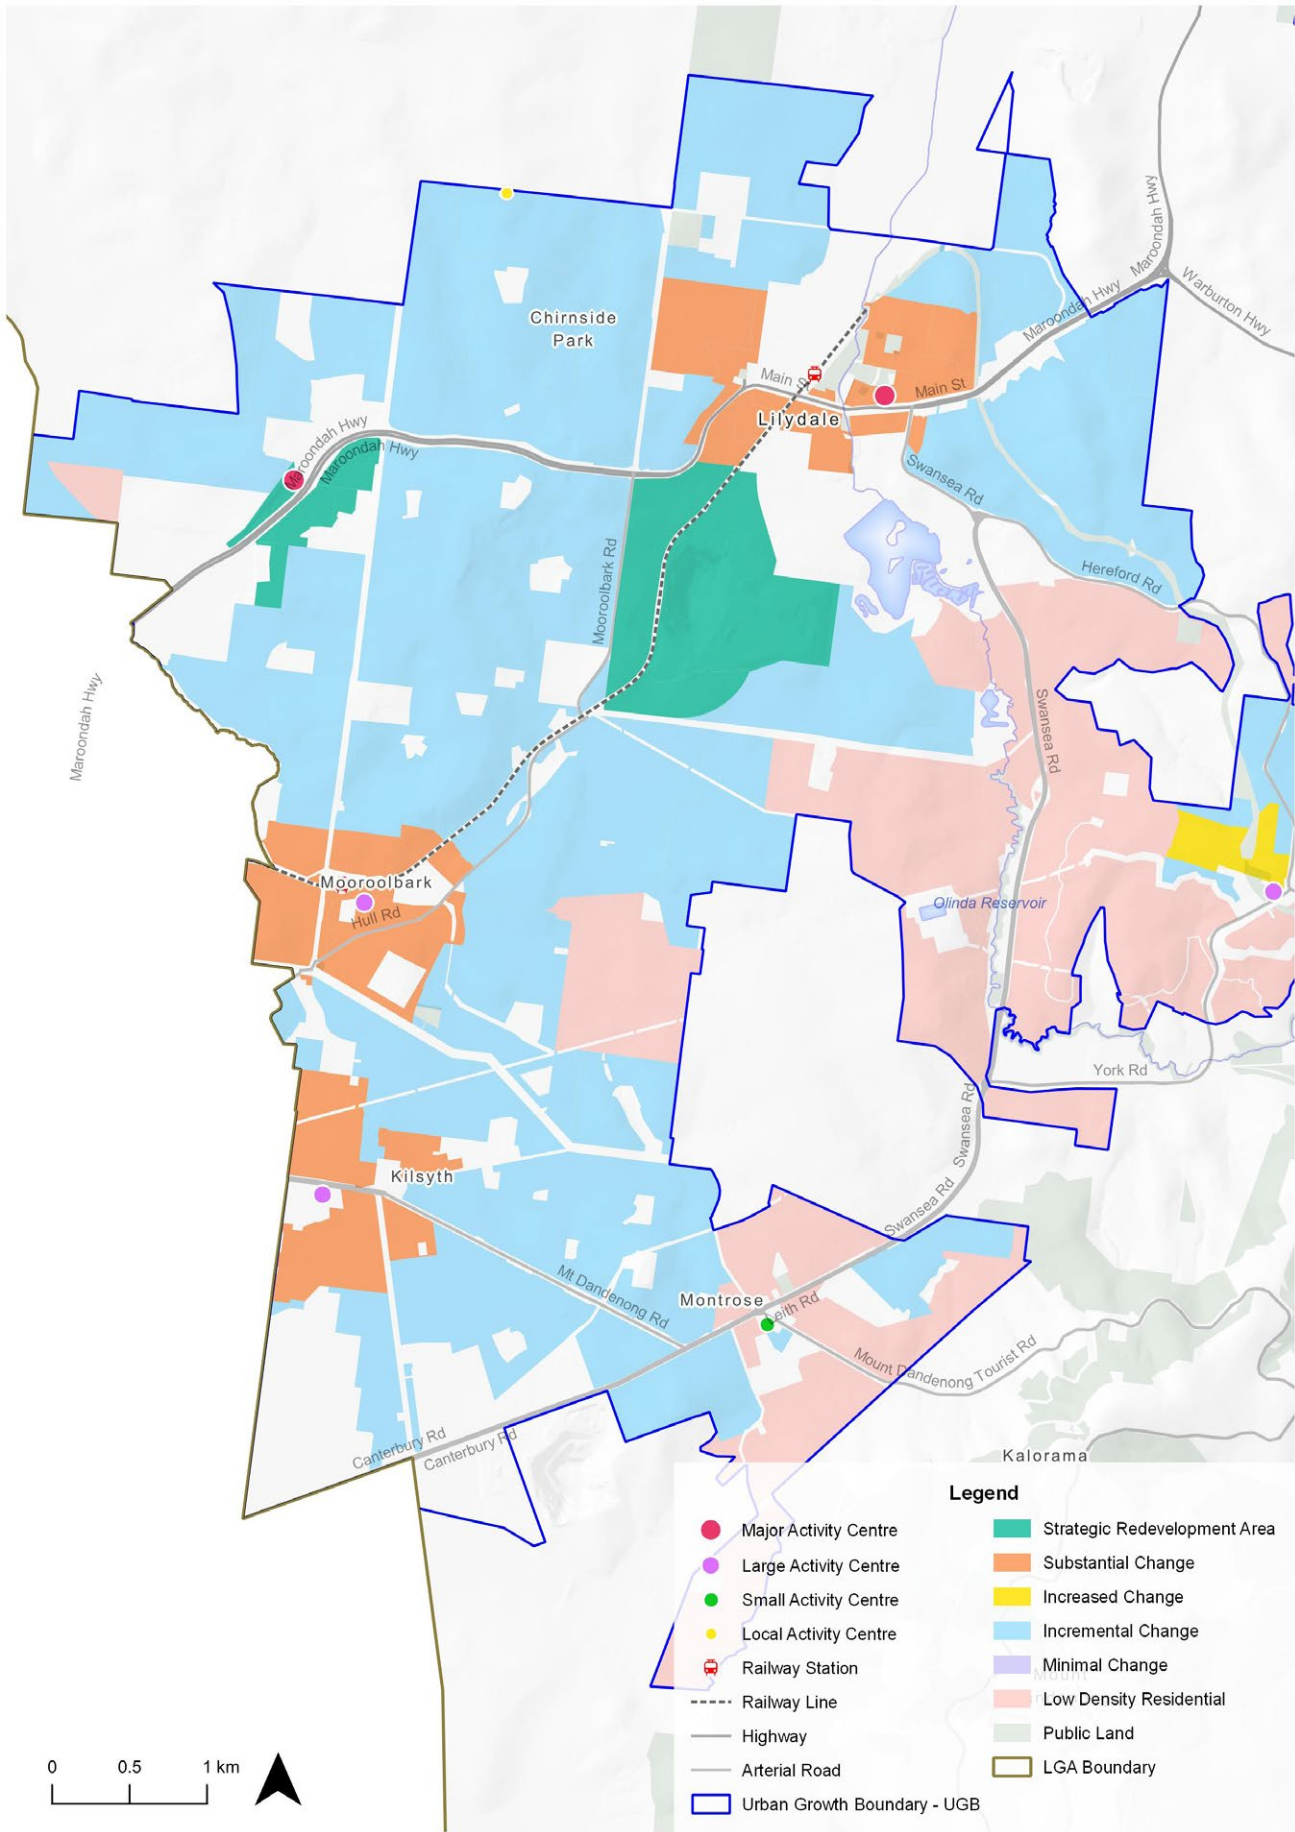 Maroondah Hwy
Warburton Hwy
Chirnside
Park
Maroondah Hwy
Main St
Main St
Lilydale
Maroondah Hwy
Maroondah Hwy
Swansea Rd
Hereford Rd
Mooroolbark Rd
Maroondah Hwy
Swansea Rd
Mooroolbark
Hull Rd
Olinda Reservoir
York Rd
Swansea Rd
Kilsyth
Swansea Rd
Mt Dandenong Rd
Montrose
Leith Rd
Mount Dandenong Tourist Rd
Canterbury Rd
Canterbury Rd
Kalorama
Legend
Major Activity Centre
Large Activity Centre
Small Activity Centre
Local Activity Centre
Railway Station
Railway Line
Highway
Arterial Road
Urban Growth Boundary - UGB
Strategic Redevelopment Area
Substantial Change
Increased Change
Incremental Change
Minimal Change
Mount
Low Density Residential
Public Land
LGA Boundary
0 0.5 1 km